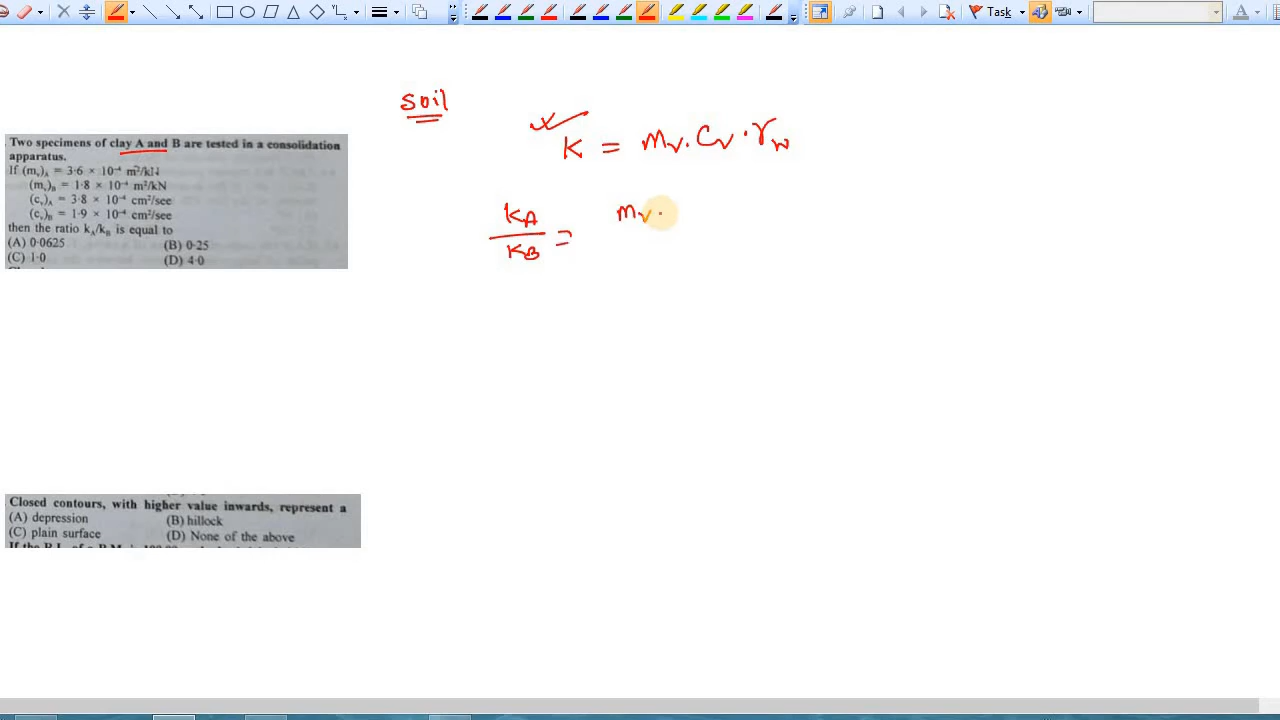 Task
A
soil
K = mv. Cv . γw
kA
KB
=
mv.
Two specimens of clay A and B are tested in a consolidation
apparatus.
If (mv)A = 3·6 × 10⁻⁴ m²/kN
(mv)B = 1·8 × 10⁻⁴ m²/kN
(cv)A = 3·8 × 10⁻⁴ cm²/see
(cv)B = 1·9 × 10⁻⁴ cm²/see
then the ratio kA/kB is equal to
(A) 0·0625 (B) 0·25
(C) 1·0 (D) 4·0
Closed contours, with higher value inwards, represent a
(A) depression (B) hillock
(C) plain surface (D) None of the above